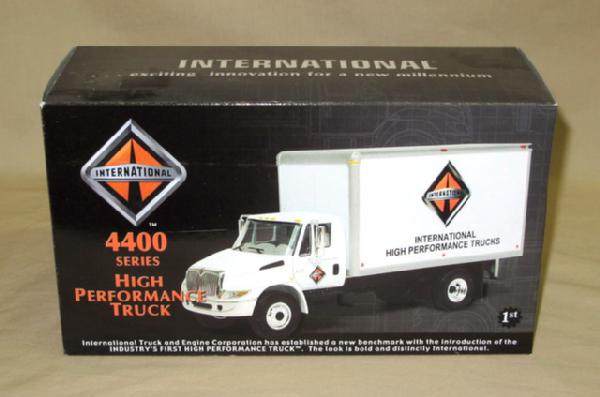 INTERNATIONAL
exciting innovation for a new millennium
INTERNATIONAL
TM
4400
SERIES
HIGH
PERFORMANCE
TRUCK
INTERNATIONAL
HIGH PERFORMANCE TRUCKS
1st
International Truck and Engine Corporation has established a new benchmark with the introduction of the
INDUSTRY'S FIRST HIGH PERFORMANCE TRUCK™. The look is bold and distinctly International.